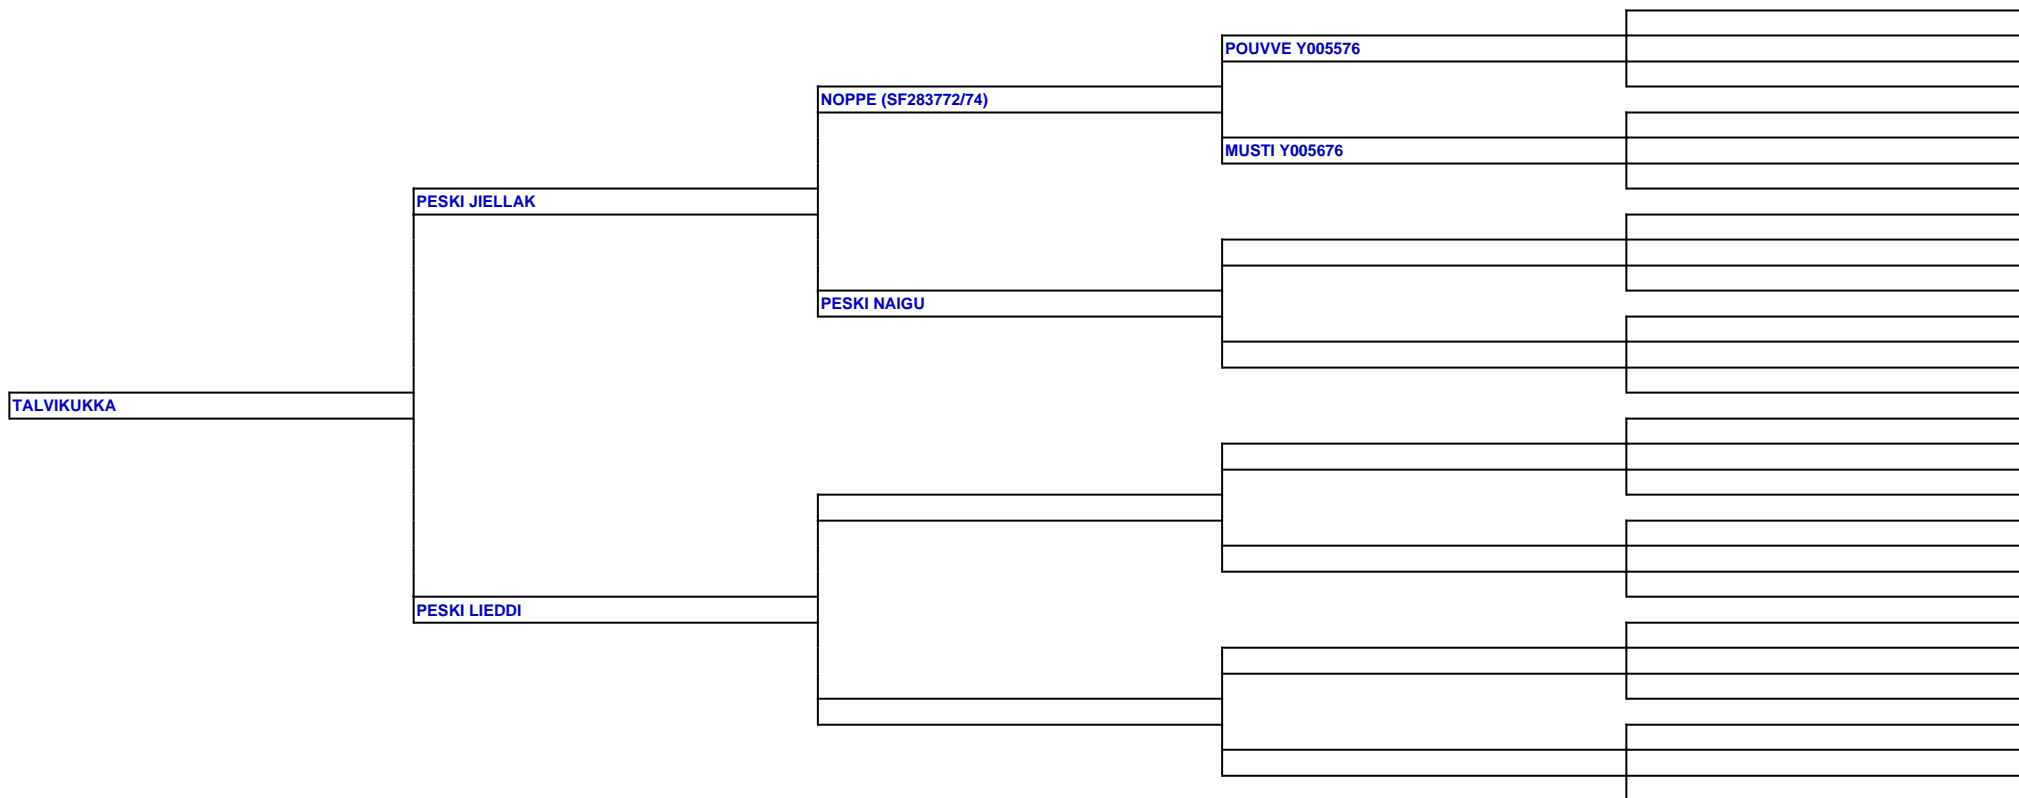 POUVVE Y005576
NOPPE (SF283772/74)
MUSTI Y005676
PESKI JIELLAK
PESKI NAIGU
TALVIKUKKA
PESKI LIEDDI